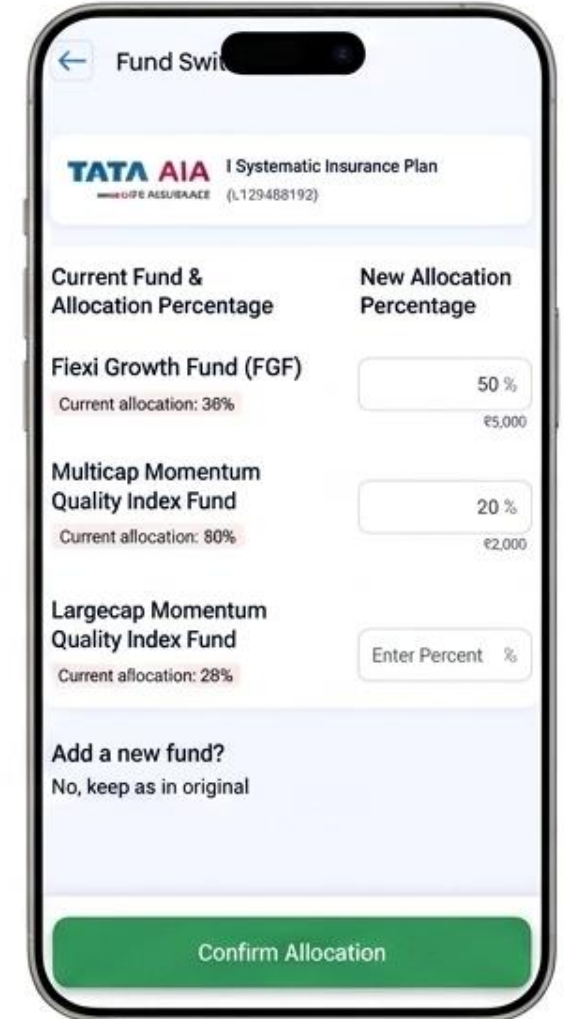 Fund Swit
TATA AIA
I Systematic Insurance Plan
(L129488192)
Current Fund &
Allocation Percentage
New Allocation
Percentage
Fiexi Growth Fund (FGF)
Current allocation: 36%
50 %
₹5,000
Multicap Momentum
Quality Index Fund
Current allocation: 80%
20 %
₹2,000
Largecap Momentum
Quality Index Fund
Current allocation: 28%
Enter Percent %
Add a new fund?
No, keep as in original
Confirm Allocation